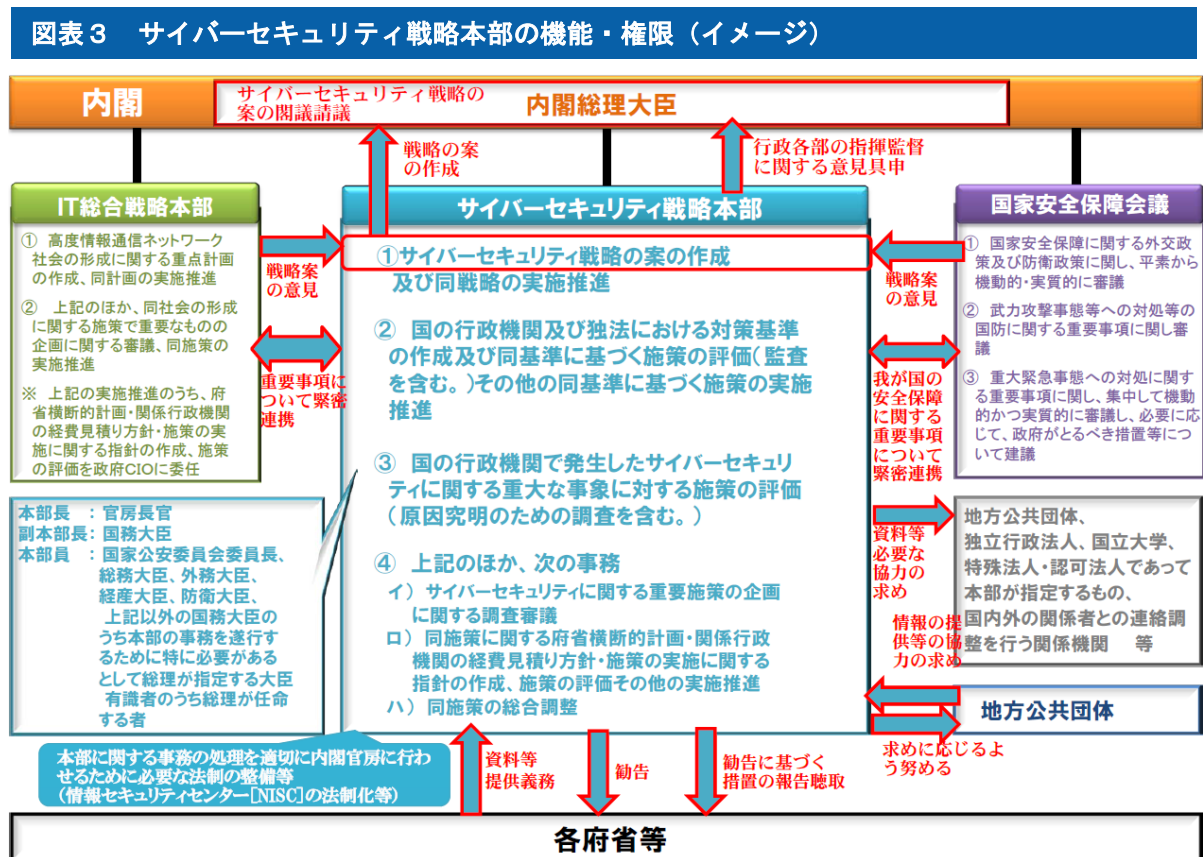 図表３　サイバーセキュリティ戦略本部の機能・権限（イメージ）
内閣
サイバーセキュリティ戦略の
案の閣議請議
内閣総理大臣
戦略の案
の作成
行政各部の指揮監督
に関する意見具申
IT総合戦略本部
① 高度情報通信ネットワーク
社会の形成に関する重点計画
の作成、同計画の実施推進
② 上記のほか、同社会の形成
に関する施策で重要なものの
企画に関する審議、同施策の
実施推進
※ 上記の実施推進のうち、府
省横断的計画・関係行政機関
の経費見積り方針・施策の実
施に関する指針の作成、施策
の評価を政府CIOに委任
戦略案
の意見
重要事項に
ついて緊密
連携
サイバーセキュリティ戦略本部
①サイバーセキュリティ戦略の案の作成
及び同戦略の実施推進
② 国の行政機関及び独法における対策基準
の作成及び同基準に基づく施策の評価（監査
を含む。）その他の同基準に基づく施策の実施
推進
③ 国の行政機関で発生したサイバーセキュリ
ティに関する重大な事象に対する施策の評価
（原因究明のための調査を含む。）
④ 上記のほか、次の事務
イ）サイバーセキュリティに関する重要施策の企画
に関する調査審議
ロ）同施策に関する府省横断的計画・関係行政
機関の経費見積り方針・施策の実施に関する
指針の作成、施策の評価その他の実施推進
ハ）同施策の総合調整
戦略案
の意見
我が国の
安全保障
に関する
重要事項
について
緊密連携
国家安全保障会議
① 国家安全保障に関する外交政
策及び防衛政策に関し、平素から
機動的・実質的に審議
② 武力攻撃事態等への対処等の
国防に関する重要事項に関し審
議
③ 重大緊急事態への対処に関す
る重要事項に関し、集中して機動
的かつ実質的に審議し、必要に応
じて、政府がとるべき措置等につ
いて建議
本部長　：官房長官
副本部長：国務大臣
本部員　：国家公安委員会委員長、
総務大臣、外務大臣、
経産大臣、防衛大臣、
上記以外の国務大臣の
うち本部の事務を遂行す
るために特に必要がある
として総理が指定する大臣
有識者のうち総理が任命
する者
資料等
必要な
協力の
求め
地方公共団体、
独立行政法人、国立大学、
特殊法人・認可法人であって
本部が指定するもの、
国内外の関係者との連絡調
整を行う関係機関　等
情報の提
供等の協
力の求め
地方公共団体
求めに応じるよ
う努める
本部に関する事務の処理を適切に内閣官房に行わ
せるために必要な法制の整備等
（情報セキュリティセンター[NISC]の法制化等）
資料等
提供義務
勧告
勧告に基づく
措置の報告聴取
各府省等